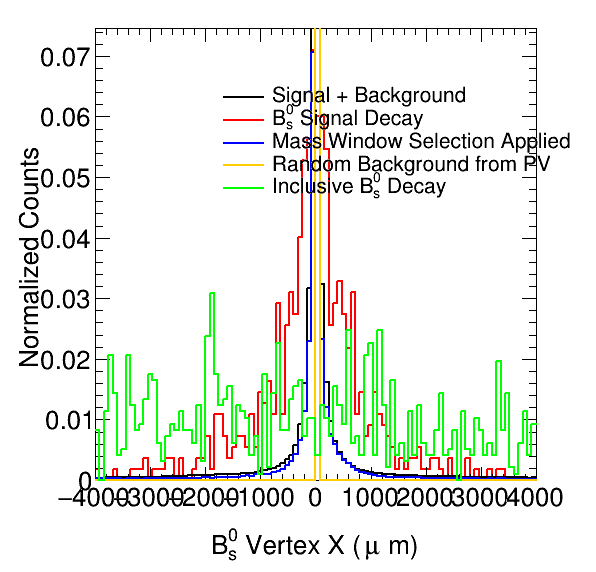 0.07
0.06
0.05
0.04
0.03
0.02
0.01
0
Normalized Counts
Signal + Background
B⁰ₛ Signal Decay
Mass Window Selection Applied
Random Background from PV
Inclusive B⁰ₛ Decay
−4000 −3000 −2000 −1000 0 1000 2000 3000 4000
B⁰ₛ Vertex X (μ m)